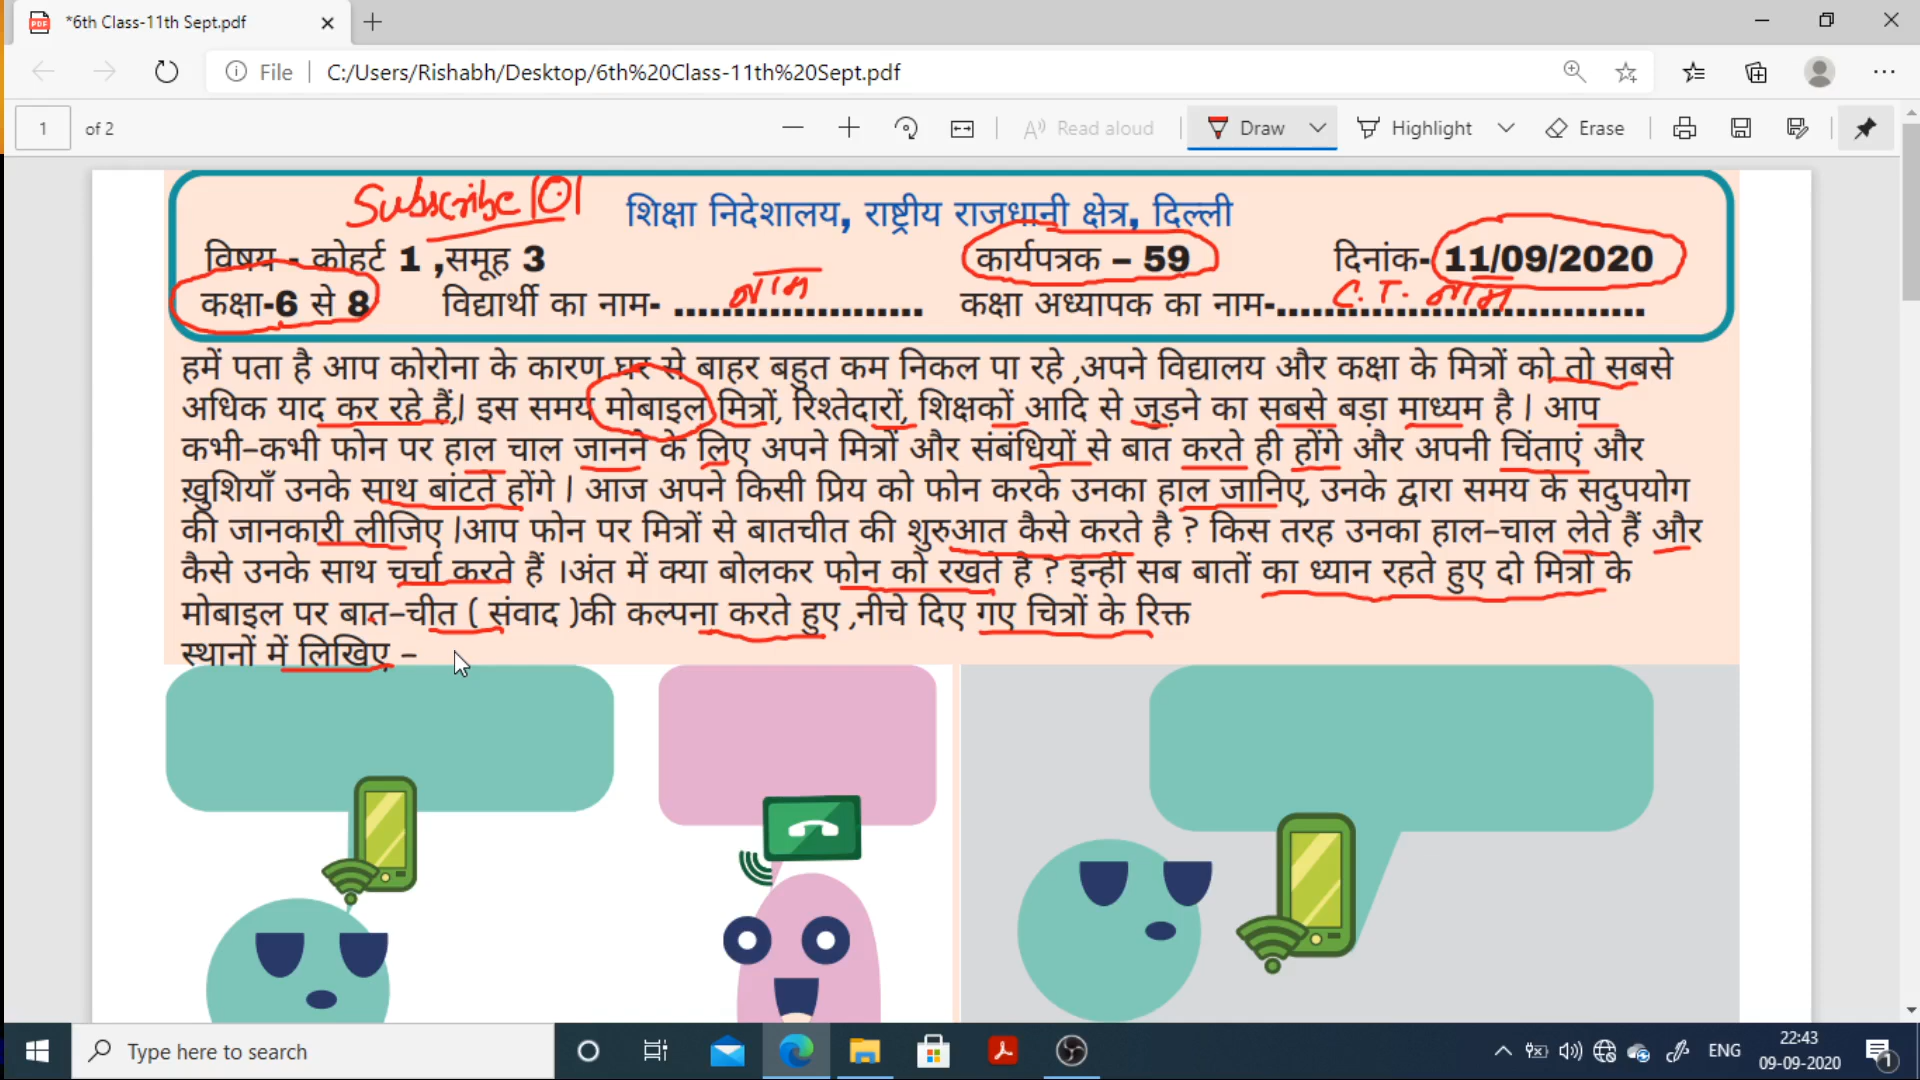 *6th Class-11th Sept.pdf
File C:/Users/Rishabh/Desktop/6th%20Class-11th%20Sept.pdf
1 of 2 Read aloud Draw Highlight Erase
Subscribe
शिक्षा निदेशालय, राष्ट्रीय राजधानी क्षेत्र, दिल्ली
विषय - कोहर्ट 1 ,समूह 3 कार्यपत्रक – 59 दिनांक- 11/09/2020
नाम C.T. नाम
कक्षा-6 से 8 विद्यार्थी का नाम- ..................... कक्षा अध्यापक का नाम-...............................
हमें पता है आप कोरोना के कारण घर से बाहर बहुत कम निकल पा रहे ,अपने विद्यालय और कक्षा के मित्रों को तो सबसे
अधिक याद कर रहे हैं,। इस समय मोबाइल मित्रों, रिश्तेदारों, शिक्षकों आदि से जुड़ने का सबसे बड़ा माध्यम है । आप
कभी–कभी फोन पर हाल चाल जानने के लिए अपने मित्रों और संबंधियों से बात करते ही होंगे और अपनी चिंताएं और
ख़ुशियाँ उनके साथ बांटते होंगे । आज अपने किसी प्रिय को फोन करके उनका हाल जानिए, उनके द्वारा समय के सदुपयोग
की जानकारी लीजिए ।आप फोन पर मित्रों से बातचीत की शुरुआत कैसे करते है ? किस तरह उनका हाल–चाल लेते हैं और
कैसे उनके साथ चर्चा करते हैं ।अंत में क्या बोलकर फोन को रखते है ? इन्ही सब बातों का ध्यान रहते हुए दो मित्रो के
मोबाइल पर बात–चीत ( संवाद )की कल्पना करते हुए ,नीचे दिए गए चित्रों के रिक्त
स्थानों में लिखिए –
Type here to search
ENG
22:43
09-09-2020
1